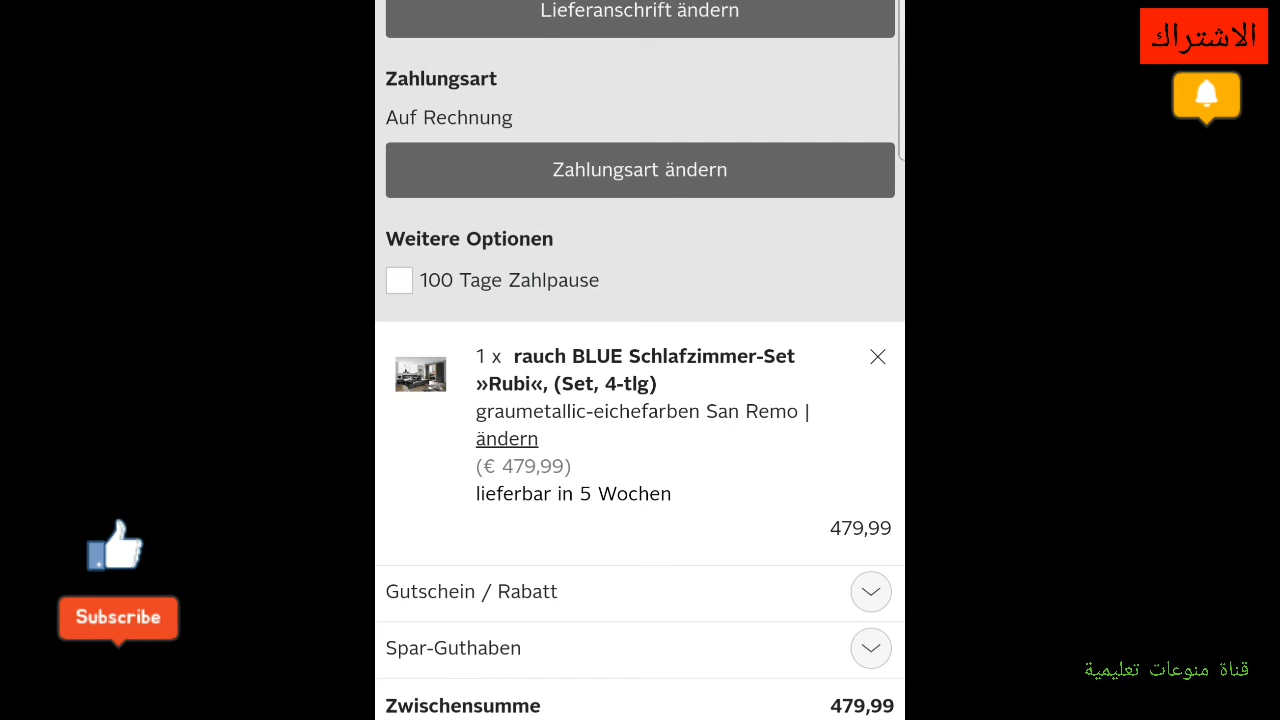 Lieferanschrift ändern
الاشتراك
Zahlungsart
Auf Rechnung
Zahlungsart ändern
Weitere Optionen
100 Tage Zahlpause
1 x rauch BLUE Schlafzimmer-Set
»Rubi«, (Set, 4-tlg)
graumetallic-eichefarben San Remo |
ändern
(€ 479,99)
lieferbar in 5 Wochen
479,99
Gutschein / Rabatt
Subscribe
Spar-Guthaben
قناة منوعات تعليمية
Zwischensumme 479,99